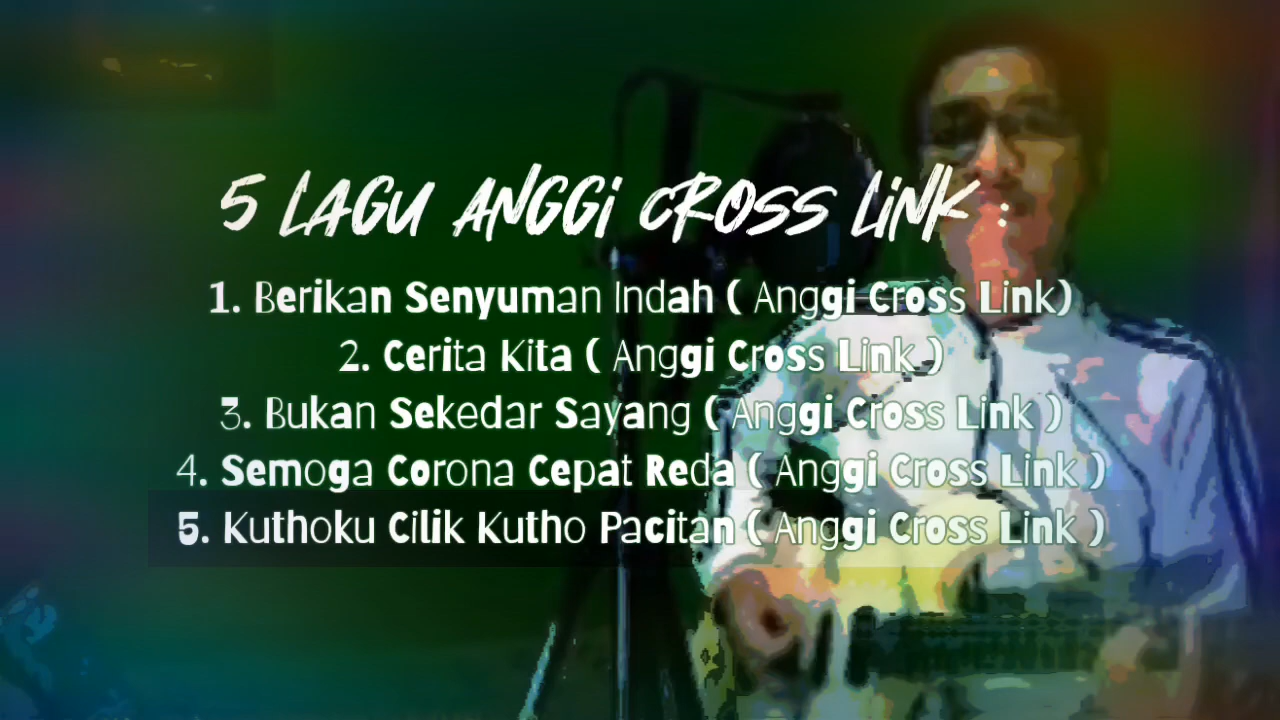 5 LAGU ANGGI CROSS LINK :
1. Berikan Senyuman Indah ( Anggi Cross Link)
2. Cerita Kita ( Anggi Cross Link )
3. Bukan Sekedar Sayang ( Anggi Cross Link )
4. Semoga Corona Cepat Reda ( Anggi Cross Link )
5. Kuthoku Cilik Kutho Pacitan ( Anggi Cross Link )